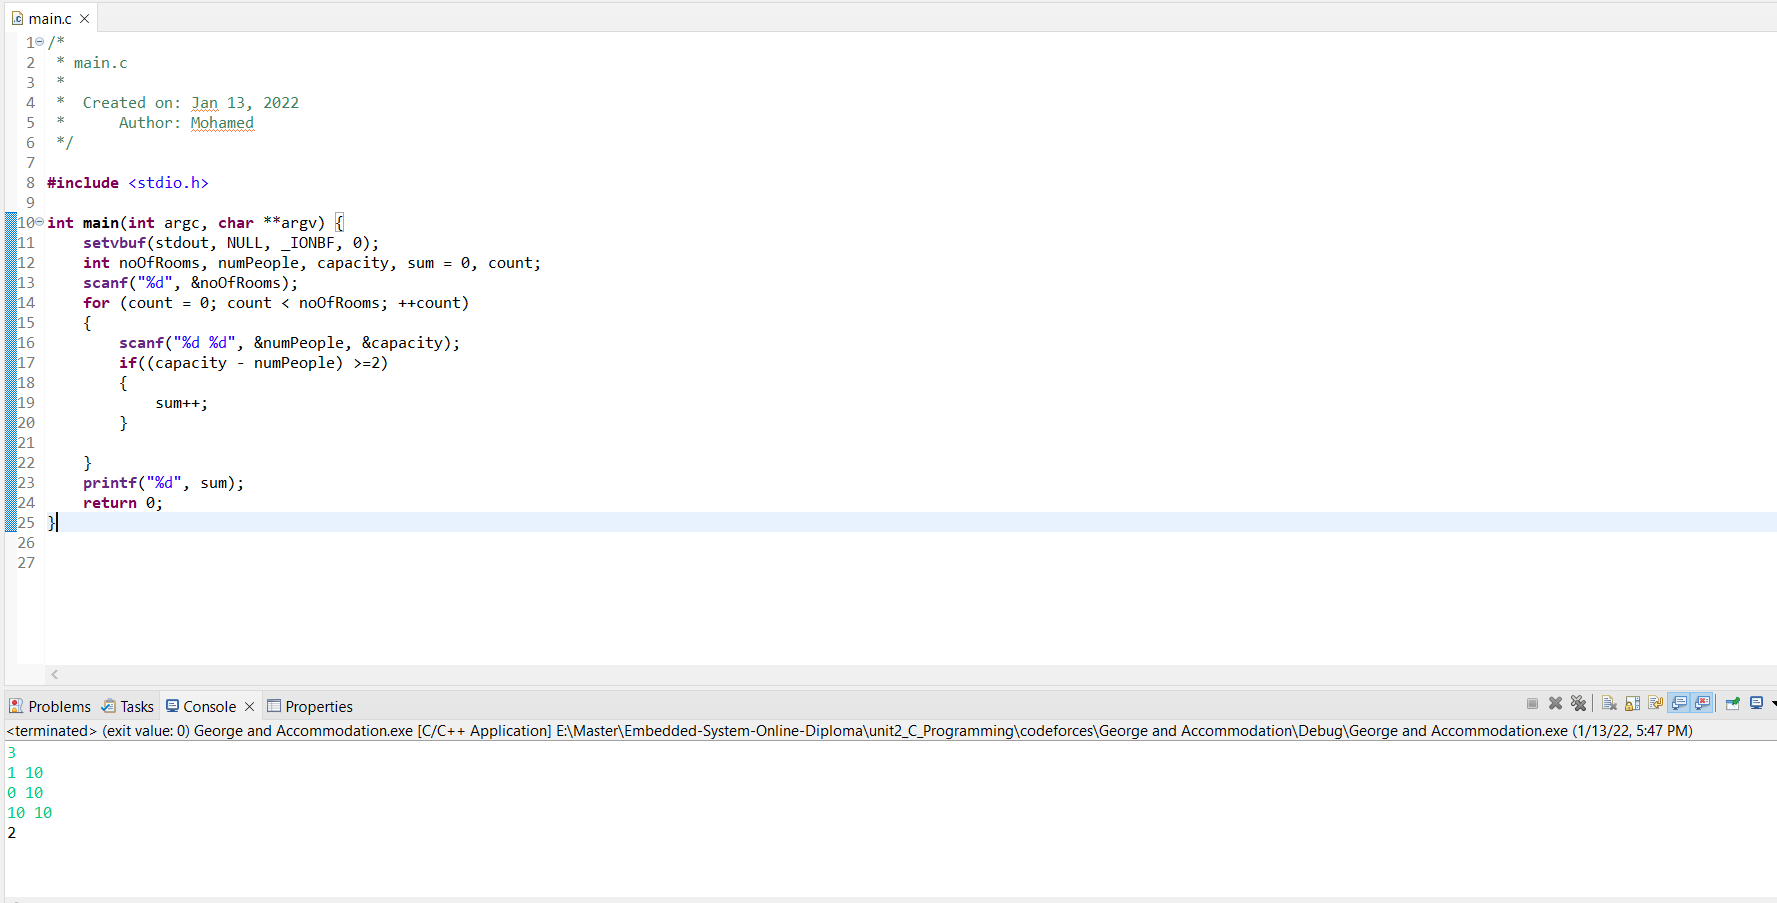 main.c
1 /*
2  * main.c
3  *
4  *  Created on: Jan 13, 2022
5  *      Author: Mohamed
6  */
7
8 #include <stdio.h>
9
10 int main(int argc, char **argv) {
11     setvbuf(stdout, NULL, _IONBF, 0);
12     int noOfRooms, numPeople, capacity, sum = 0, count;
13     scanf("%d", &noOfRooms);
14     for (count = 0; count < noOfRooms; ++count)
15     {
16         scanf("%d %d", &numPeople, &capacity);
17         if((capacity - numPeople) >=2)
18         {
19             sum++;
20         }
21
22     }
23     printf("%d", sum);
24     return 0;
25 }
26
27
Problems Tasks Console Properties
<terminated> (exit value: 0) George and Accommodation.exe [C/C++ Application] E:\Master\Embedded-System-Online-Diploma\unit2_C_Programming\codeforces\George and Accommodation\Debug\George and Accommodation.exe (1/13/22, 5:47 PM)
3
1 10
0 10
10 10
2